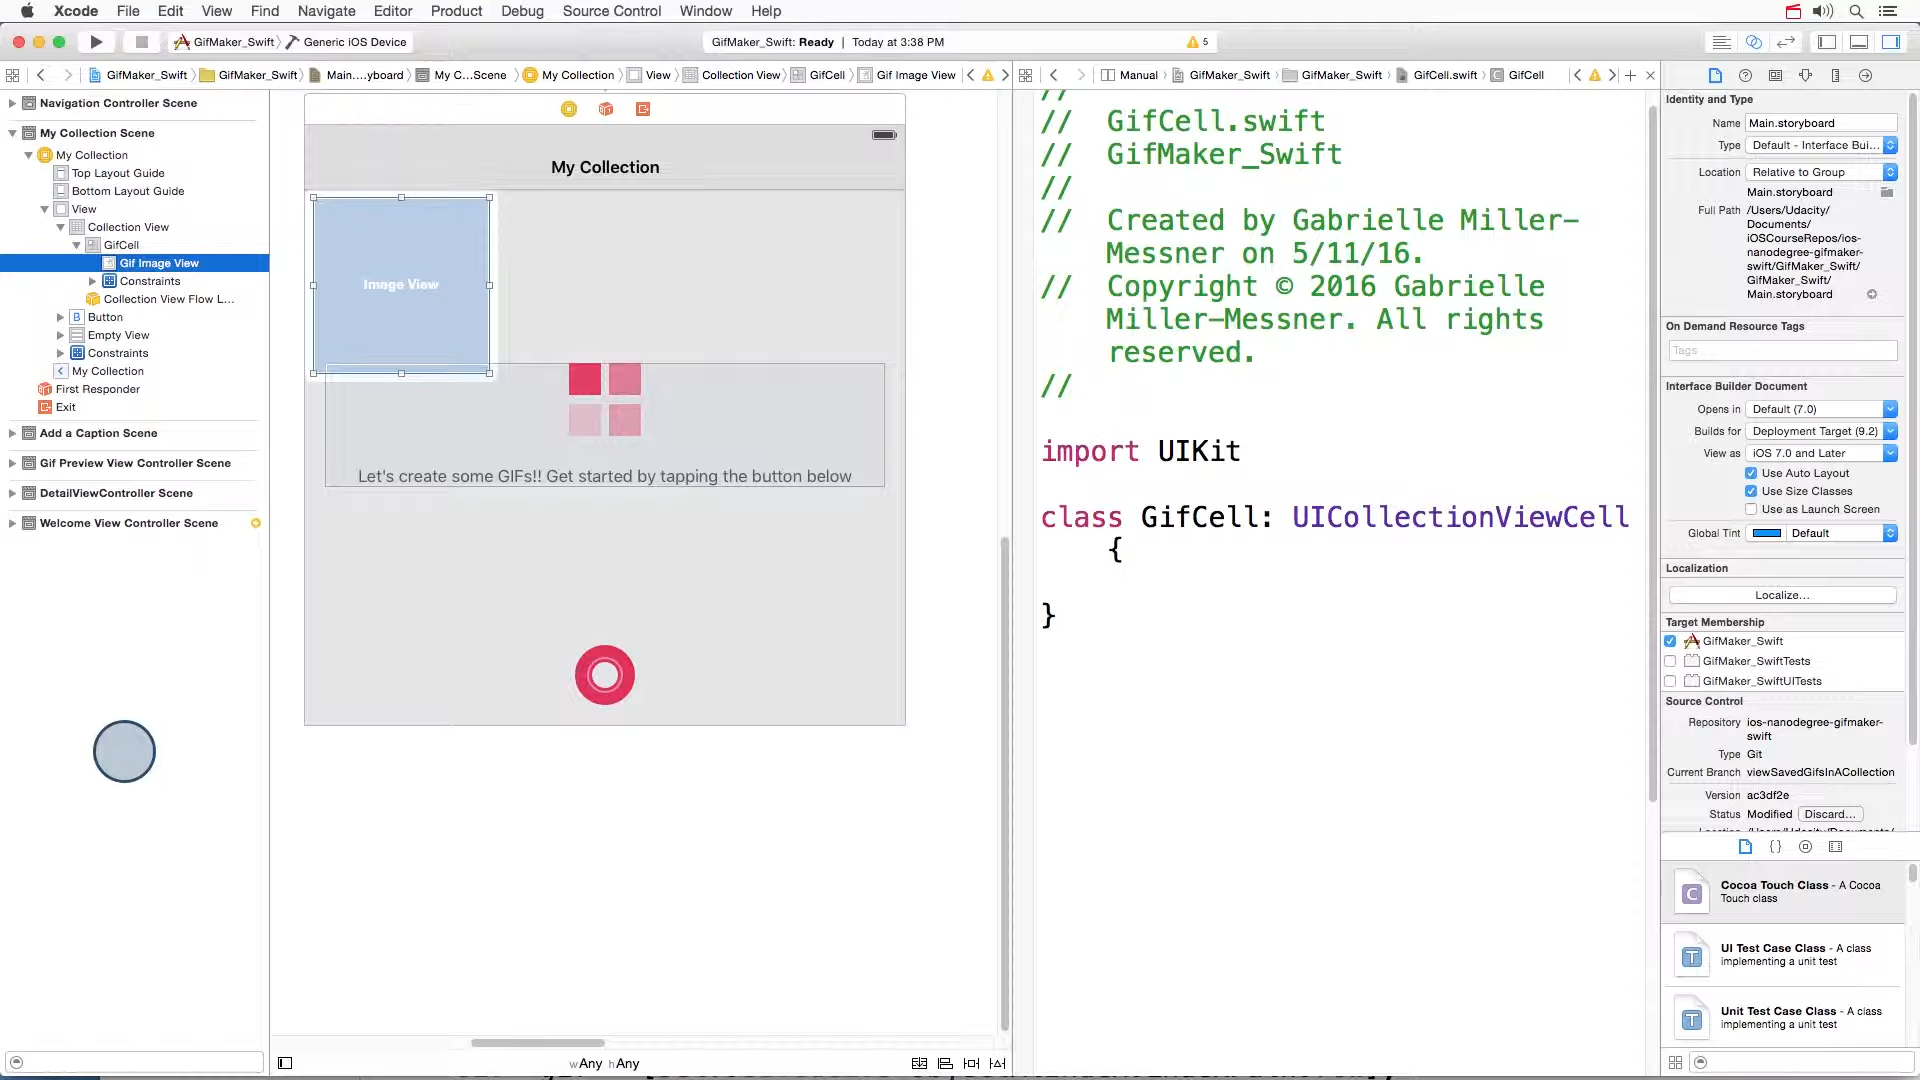 Xcode File Edit View Find Navigate Editor Product Debug Source Control Window Help
GifMaker_Swift Generic iOS Device
GifMaker_Swift: Ready | Today at 3:38 PM
5
GifMaker_Swift GifMaker_Swift Main....yboard My C...Scene My Collection View Collection View GifCell Gif Image View
Manual GifMaker_Swift GifMaker_Swift GifCell.swift GifCell
Navigation Controller Scene
My Collection Scene
My Collection
Top Layout Guide
Bottom Layout Guide
View
Collection View
GifCell
Gif Image View
Constraints
Collection View Flow L...
B Button
Empty View
Constraints
My Collection
First Responder
Exit
Add a Caption Scene
Gif Preview View Controller Scene
DetailViewController Scene
Welcome View Controller Scene
My Collection
Image View
Let's create some GIFs!! Get started by tapping the button below
wAny hAny
//
// GifCell.swift
// GifMaker_Swift
//
// Created by Gabrielle Miller-
Messner on 5/11/16.
// Copyright © 2016 Gabrielle
Miller-Messner. All rights
reserved.
//
import UIKit
class GifCell: UICollectionViewCell
{
}
Identity and Type
Name Main.storyboard
Type Default - Interface Bui...
Location Relative to Group
Main.storyboard
Full Path /Users/Udacity/
Documents/
iOSCourseRepos/ios-
nanodegree-gifmaker-
swift/GifMaker_Swift/
GifMaker_Swift/
Main.storyboard
On Demand Resource Tags
Tags
Interface Builder Document
Opens in Default (7.0)
Builds for Deployment Target (9.2)
View as iOS 7.0 and Later
Use Auto Layout
Use Size Classes
Use as Launch Screen
Global Tint Default
Localization
Localize...
Target Membership
GifMaker_Swift
GifMaker_SwiftTests
GifMaker_SwiftUITests
Source Control
Repository ios-nanodegree-gifmaker-
swift
Type Git
Current Branch viewSavedGifsInACollection
Version ac3df2e
Status Modified Discard...
{}
C Cocoa Touch Class - A Cocoa
Touch class
T UI Test Case Class - A class
implementing a unit test
T Unit Test Case Class - A class
implementing a unit test